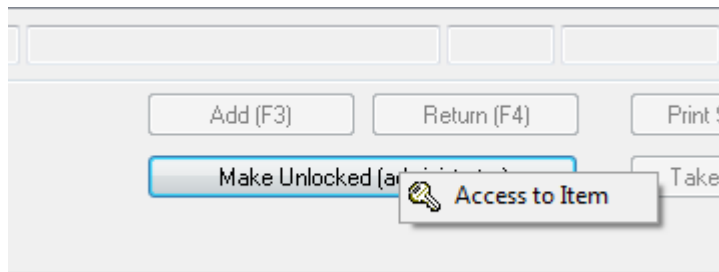 Add (F3) Return (F4) Print
Make Unlocked Take
Access to Item